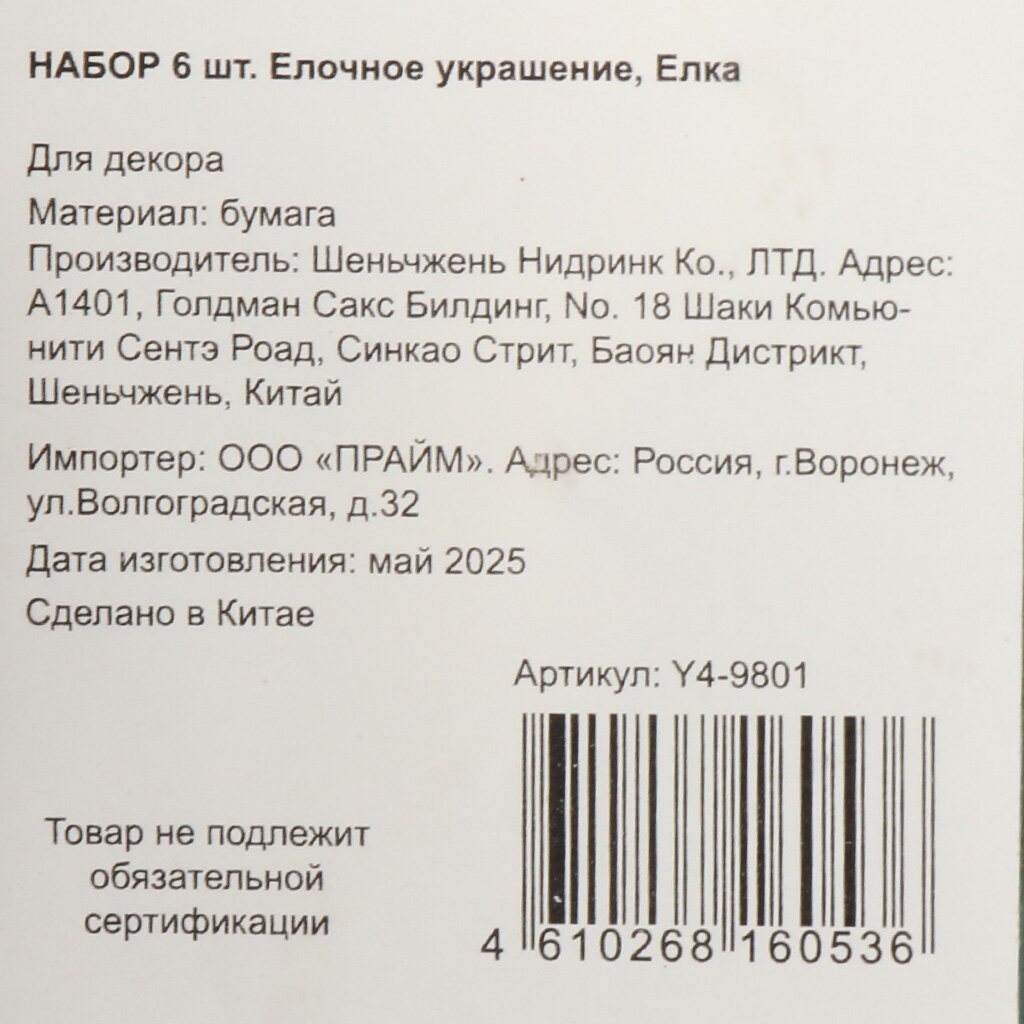 НАБОР 6 шт. Елочное украшение, Елка
Для декора
Материал: бумага
Производитель: Шеньчжень Нидринк Ко., ЛТД. Адрес:
А1401, Голдман Сакс Билдинг, No. 18 Шаки Комью-
нити Сентэ Роад, Синкао Стрит, Баоян Дистрикт,
Шеньчжень, Китай
Импортер: ООО «ПРАЙМ». Адрес: Россия, г.Воронеж,
ул.Волгоградская, д.32
Дата изготовления: май 2025
Сделано в Китае
Артикул: Y4-9801
Товар не подлежит
обязательной
сертификации
4 610268 160536